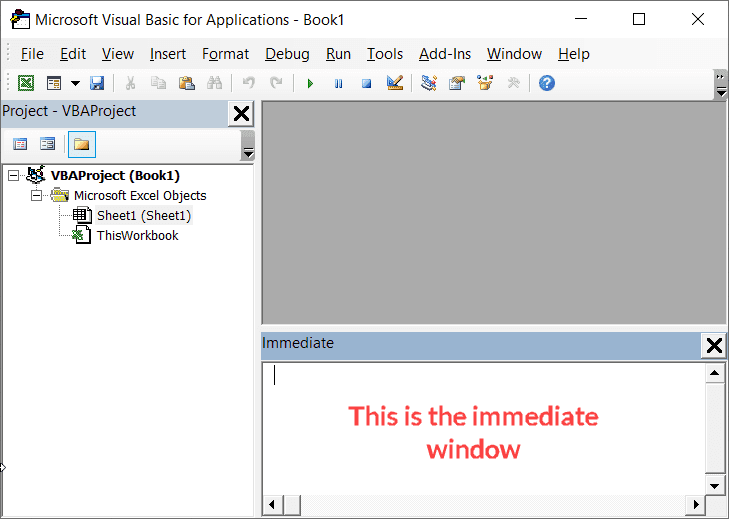 Microsoft Visual Basic for Applications - Book1
File Edit View Insert Format Debug Run Tools Add-Ins Window Help
Project - VBAProject
VBAProject (Book1)
Microsoft Excel Objects
Sheet1 (Sheet1)
ThisWorkbook
Immediate
This is the immediate
window